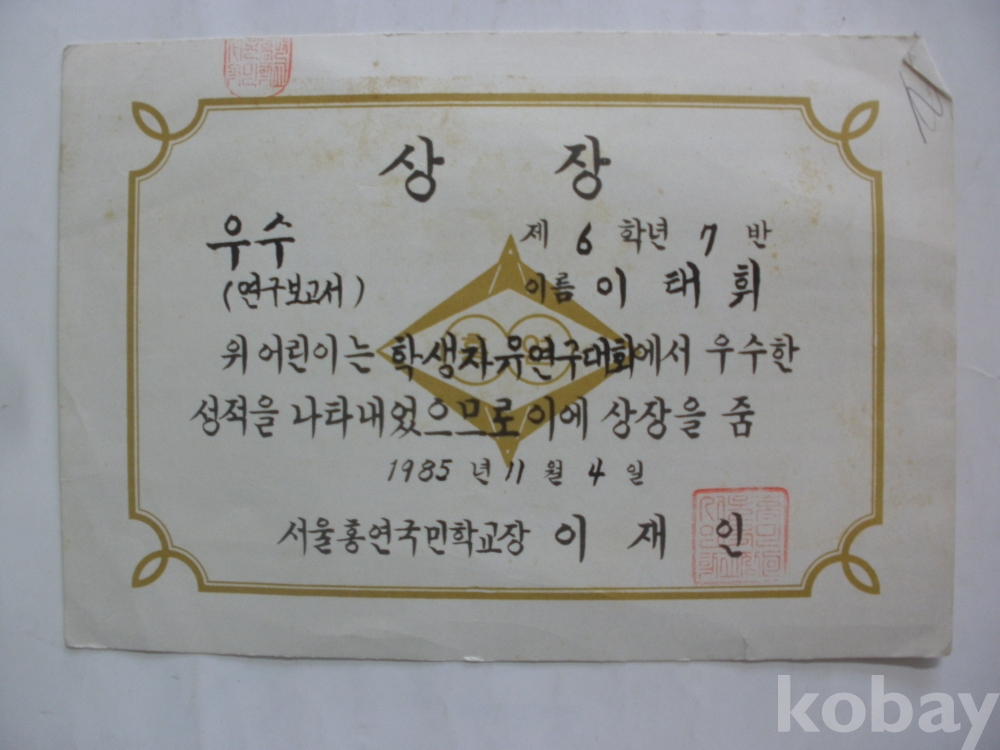 상 장
우수
(연구보고서)
제 6 학년 7 반
이름 이 태 휘
위 어린이는 학생자유연구대회에서 우수한
성적을 나타내었으므로 이에 상장을 줌
1985 년 11 월 4 일
서울홍연국민학교장 이 재 인
kobay